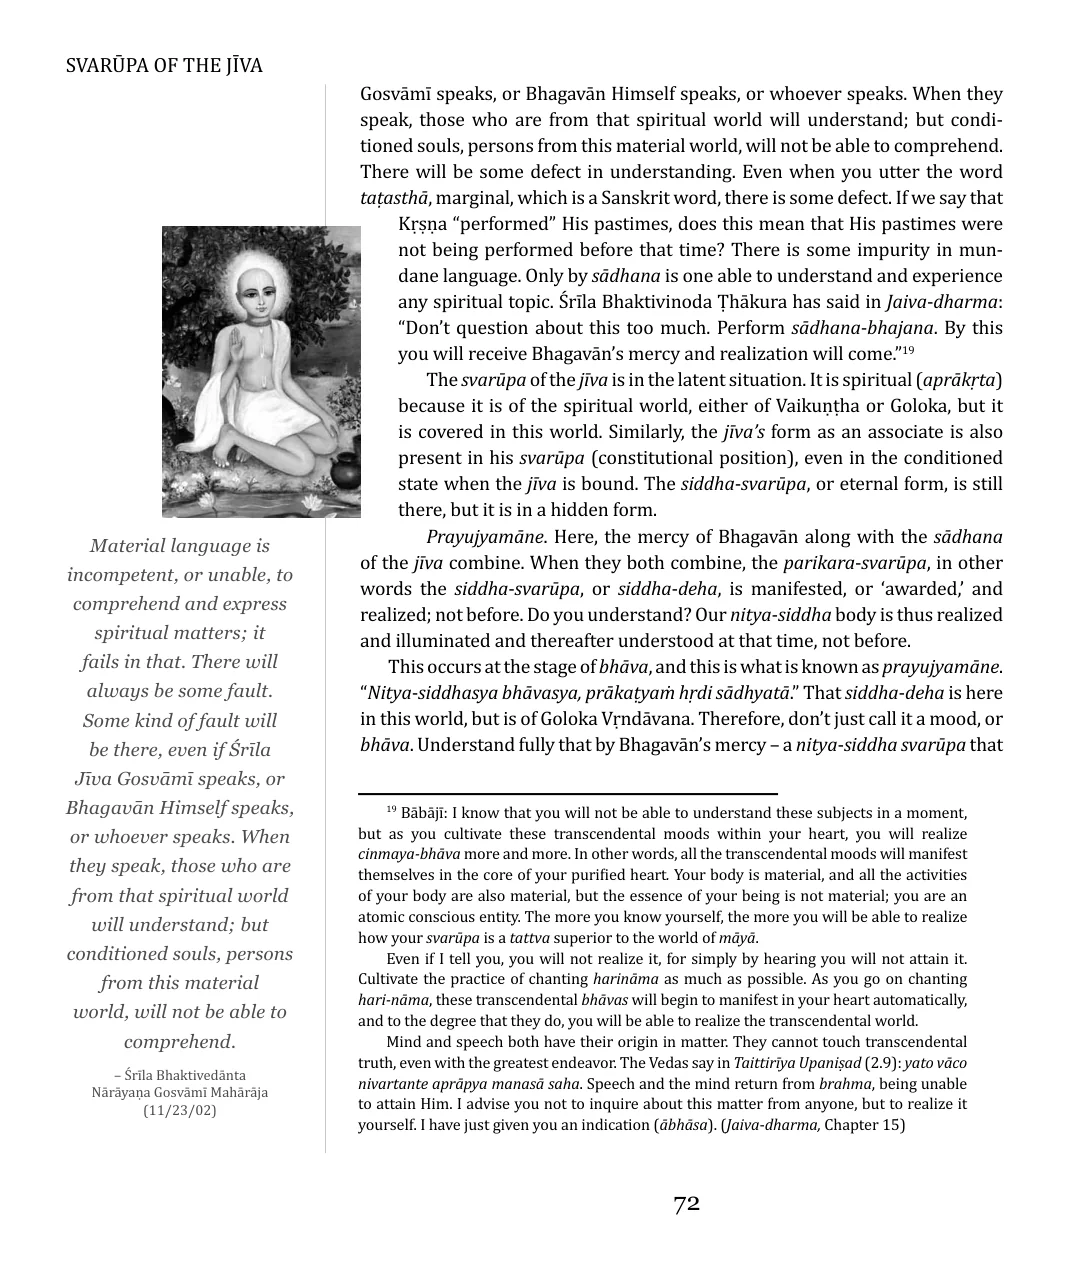 SVARŪPA OF THE JĪVA
Gosvāmī speaks, or Bhagavān Himself speaks, or whoever speaks. When they
speak, those who are from that spiritual world will understand; but condi-
tioned souls, persons from this material world, will not be able to comprehend.
There will be some defect in understanding. Even when you utter the word
taṭasthā, marginal, which is a Sanskrit word, there is some defect. If we say that
Kṛṣṇa “performed” His pastimes, does this mean that His pastimes were
not being performed before that time? There is some impurity in mun-
dane language. Only by sādhana is one able to understand and experience
any spiritual topic. Śrīla Bhaktivinoda Ṭhākura has said in Jaiva-dharma:
“Don’t question about this too much. Perform sādhana-bhajana. By this
you will receive Bhagavān’s mercy and realization will come.”19
The svarūpa of the jīva is in the latent situation. It is spiritual (aprākṛta)
because it is of the spiritual world, either of Vaikuṇṭha or Goloka, but it
is covered in this world. Similarly, the jīva’s form as an associate is also
present in his svarūpa (constitutional position), even in the conditioned
state when the jīva is bound. The siddha-svarūpa, or eternal form, is still
there, but it is in a hidden form.
Prayujyamāne. Here, the mercy of Bhagavān along with the sādhana
of the jīva combine. When they both combine, the parikara-svarūpa, in other
words the siddha-svarūpa, or siddha-deha, is manifested, or ‘awarded,’ and
realized; not before. Do you understand? Our nitya-siddha body is thus realized
and illuminated and thereafter understood at that time, not before.
This occurs at the stage of bhāva, and this is what is known as prayujyamāne.
“Nitya-siddhasya bhāvasya, prākaṭyaṁ hṛdi sādhyatā.” That siddha-deha is here
in this world, but is of Goloka Vṛndāvana. Therefore, don’t just call it a mood, or
bhāva. Understand fully that by Bhagavān’s mercy – a nitya-siddha svarūpa that
Material language is
incompetent, or unable, to
comprehend and express
spiritual matters; it
fails in that. There will
always be some fault.
Some kind of fault will
be there, even if Śrīla
Jīva Gosvāmī speaks, or
Bhagavān Himself speaks,
or whoever speaks. When
they speak, those who are
from that spiritual world
will understand; but
conditioned souls, persons
from this material
world, will not be able to
comprehend.
– Śrīla Bhaktivedānta
Nārāyaṇa Gosvāmī Mahārāja
(11/23/02)
19 Bābājī: I know that you will not be able to understand these subjects in a moment,
but as you cultivate these transcendental moods within your heart, you will realize
cinmaya-bhāva more and more. In other words, all the transcendental moods will manifest
themselves in the core of your purified heart. Your body is material, and all the activities
of your body are also material, but the essence of your being is not material; you are an
atomic conscious entity. The more you know yourself, the more you will be able to realize
how your svarūpa is a tattva superior to the world of māyā.
Even if I tell you, you will not realize it, for simply by hearing you will not attain it.
Cultivate the practice of chanting harināma as much as possible. As you go on chanting
hari-nāma, these transcendental bhāvas will begin to manifest in your heart automatically,
and to the degree that they do, you will be able to realize the transcendental world.
Mind and speech both have their origin in matter. They cannot touch transcendental
truth, even with the greatest endeavor. The Vedas say in Taittirīya Upaniṣad (2.9): yato vāco
nivartante aprāpya manasā saha. Speech and the mind return from brahma, being unable
to attain Him. I advise you not to inquire about this matter from anyone, but to realize it
yourself. I have just given you an indication (ābhāsa). (Jaiva-dharma, Chapter 15)
72